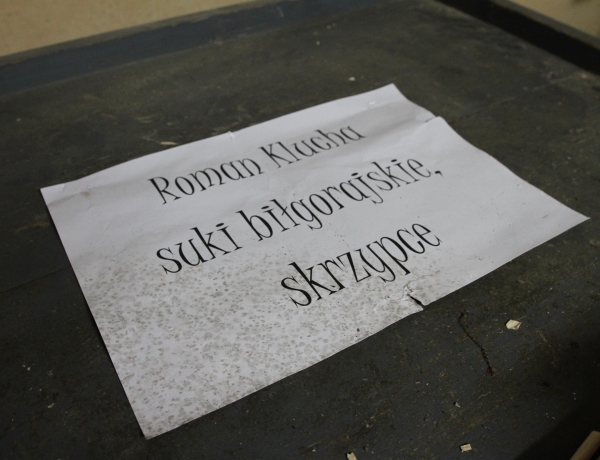 Roman Klucha
suki biłgorajskie,
skrzypce